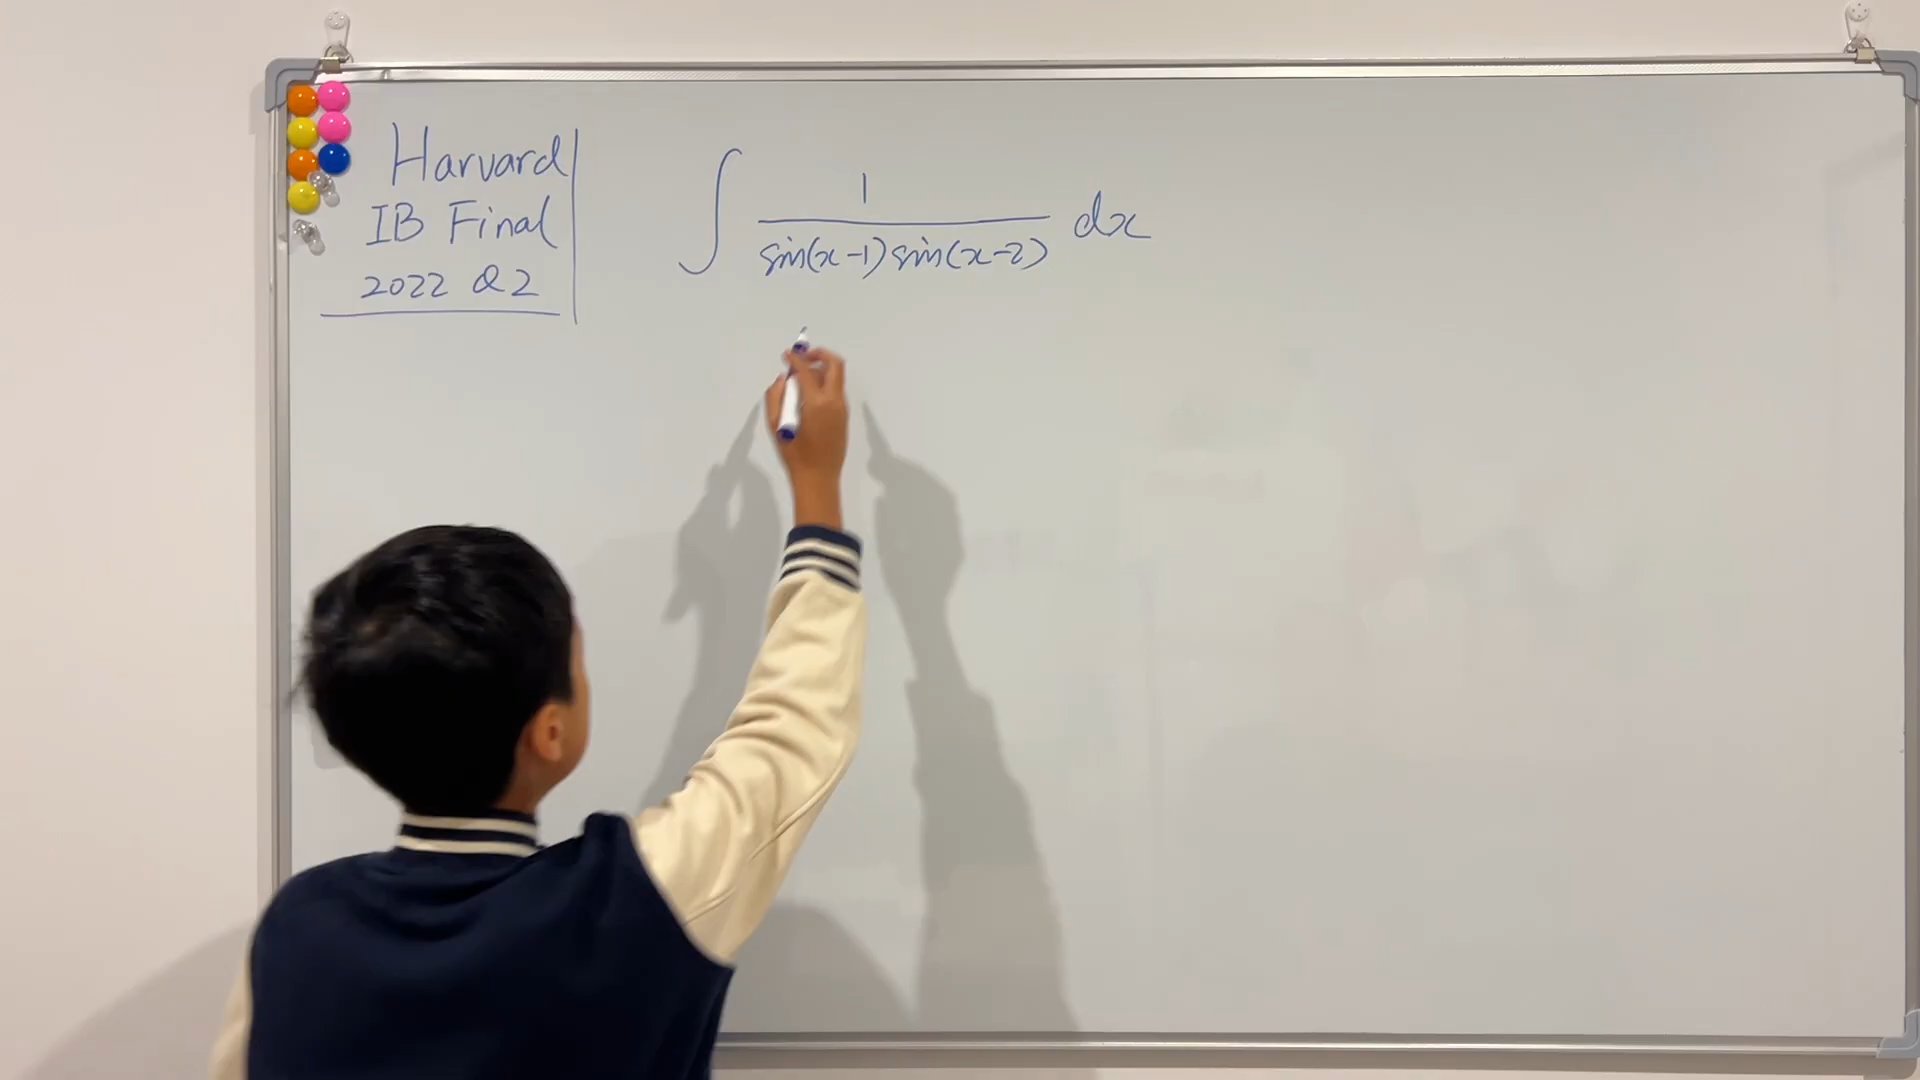 Harvard
IB Final
2022 Q2
∫ 1 / sin(x-1)sin(x-2) dx